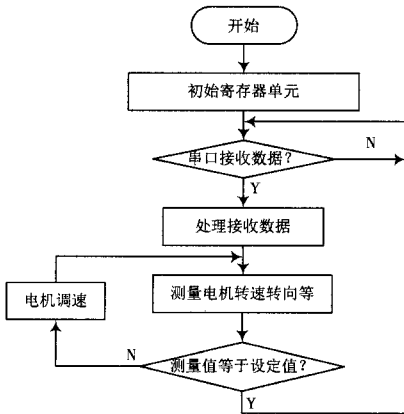 开始
初始寄存器单元
串口接收数据?
N
Y
处理接收数据
电机调速
测量电机转速转向等
N
测量值等于设定值?
Y